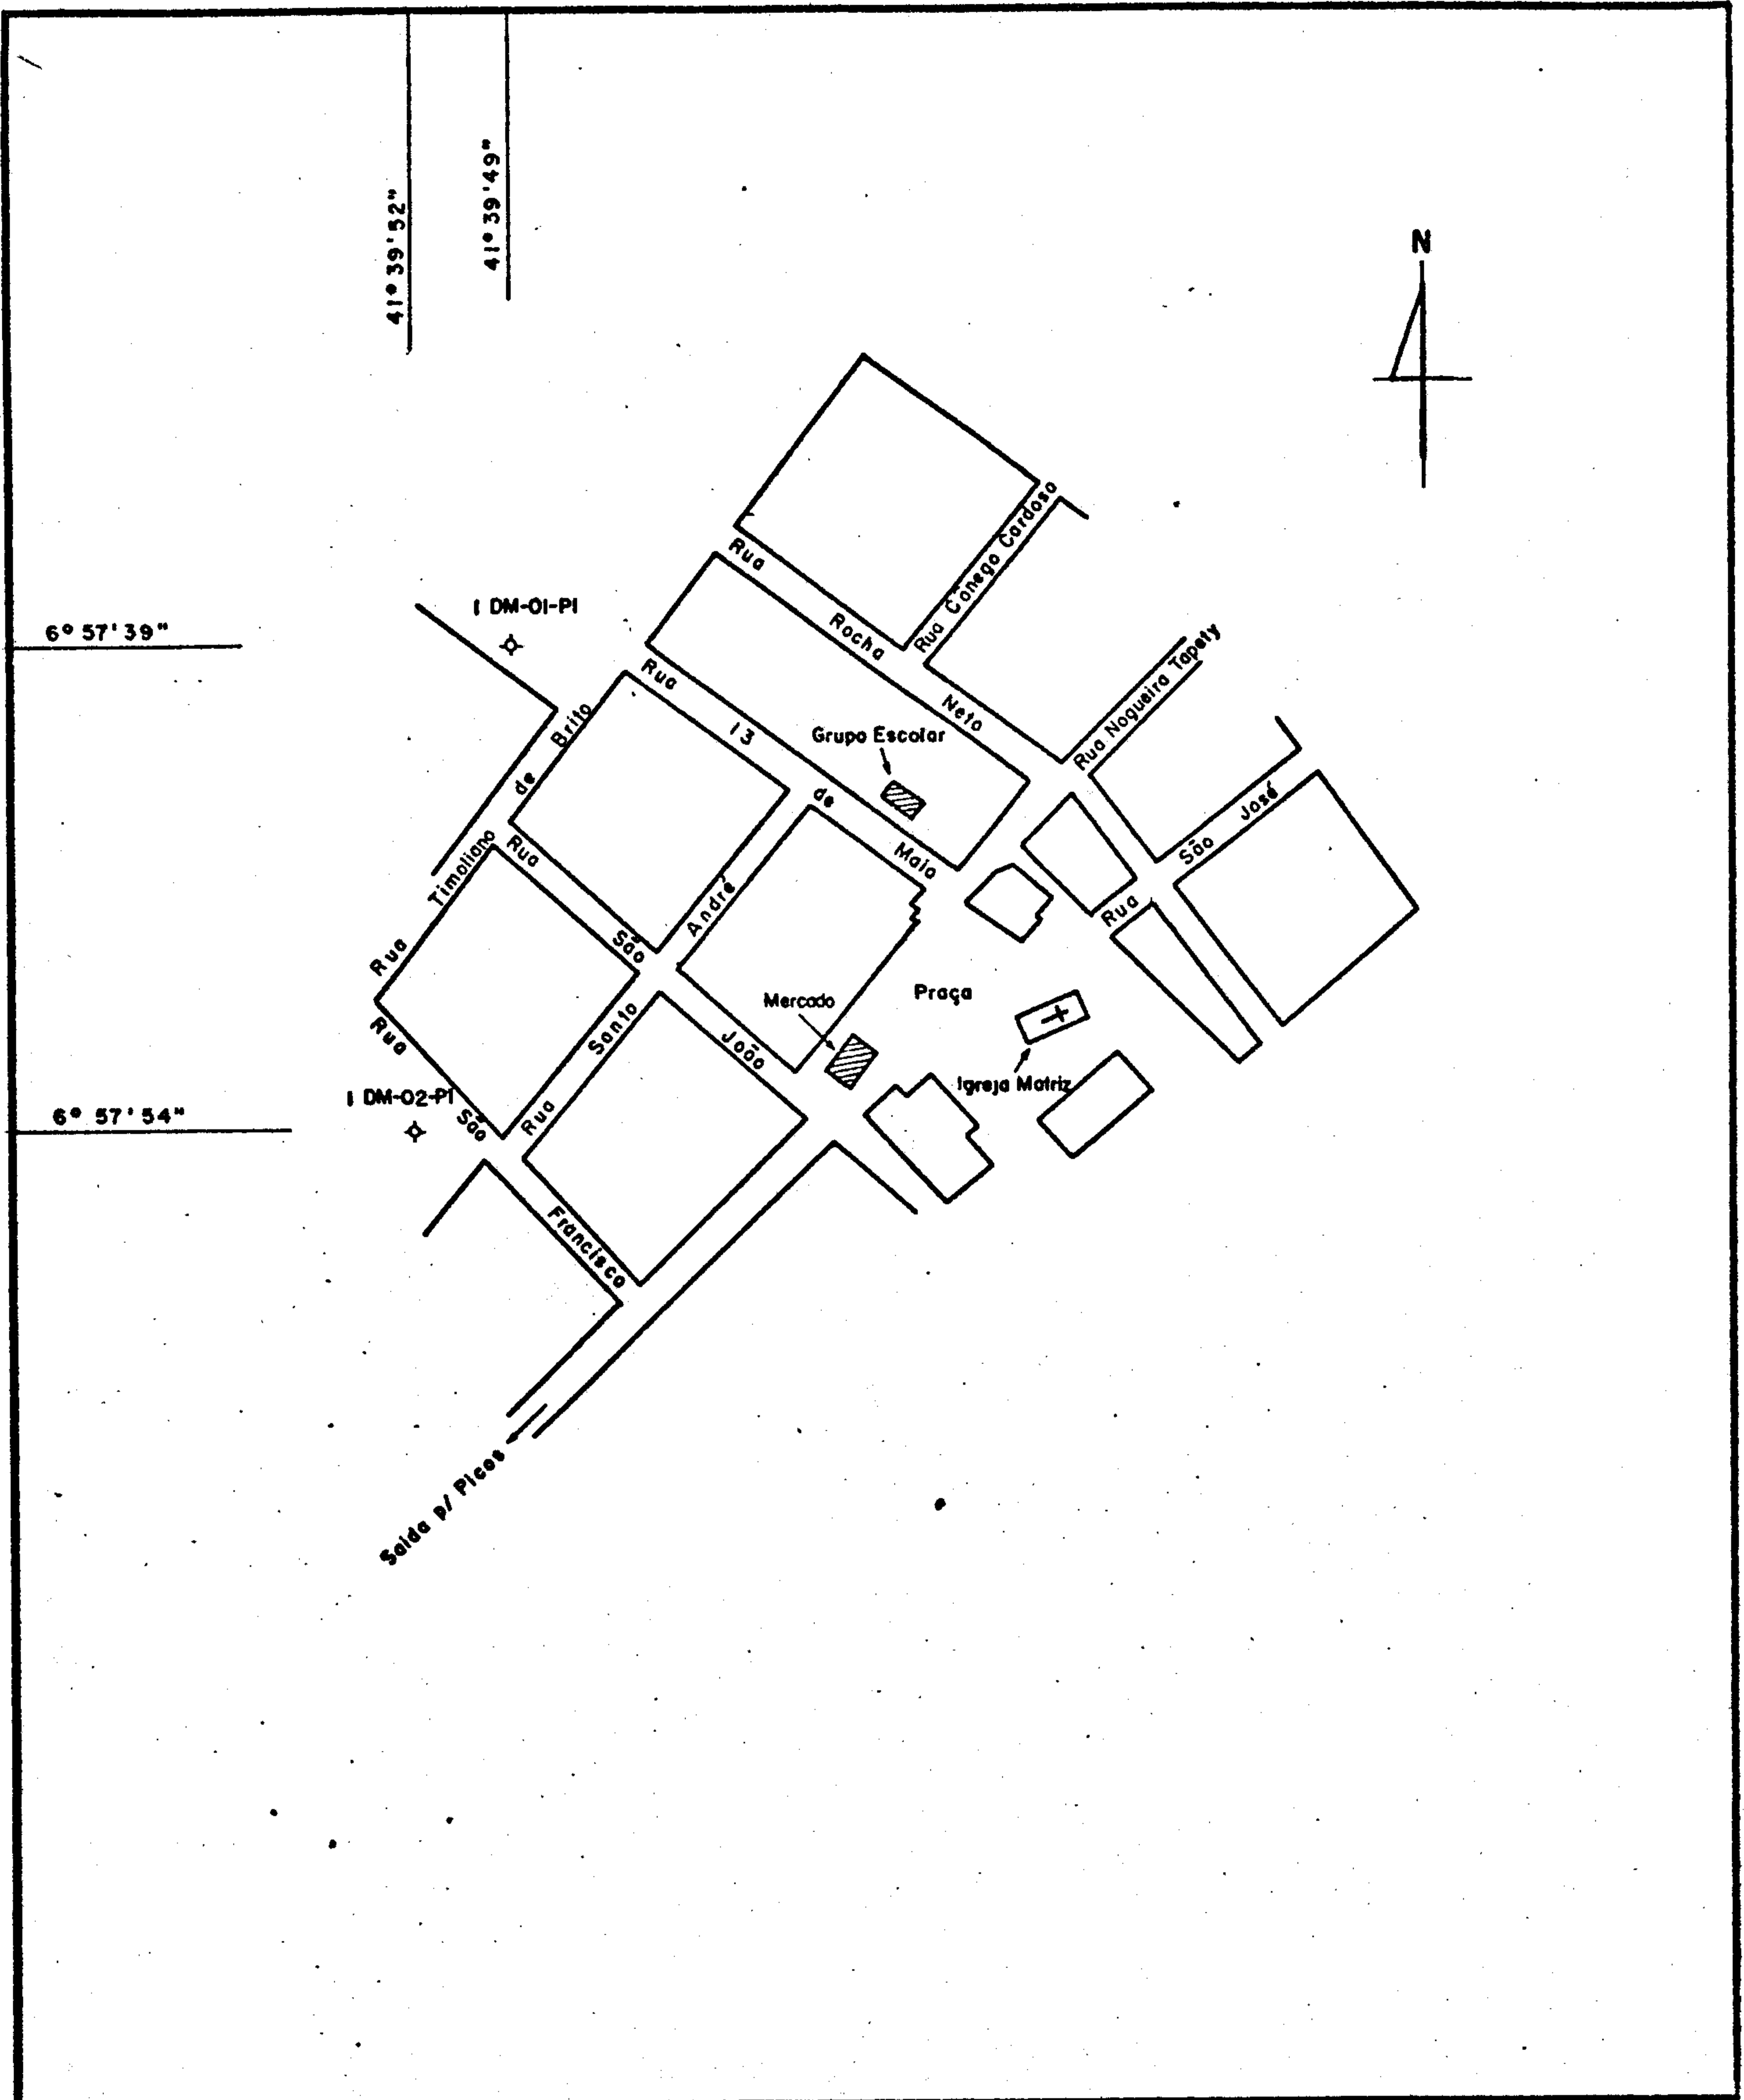 41°39'52"
41°39'49"
N
Rua Rocha Neto
Rua Cônego Cardoso
1 DM-01-PI
6° 57'39"
Rua Nogueira Tapety
Rua 13 de Maio
Grupo Escolar
Rua Timoliano de Brito
Rua São José
Rua São João
Rua Santo André
Mercado
Praça
Igreja Matriz
1 DM-02-PI
6° 57'54"
Rua São Francisco
Saída p/ Picos